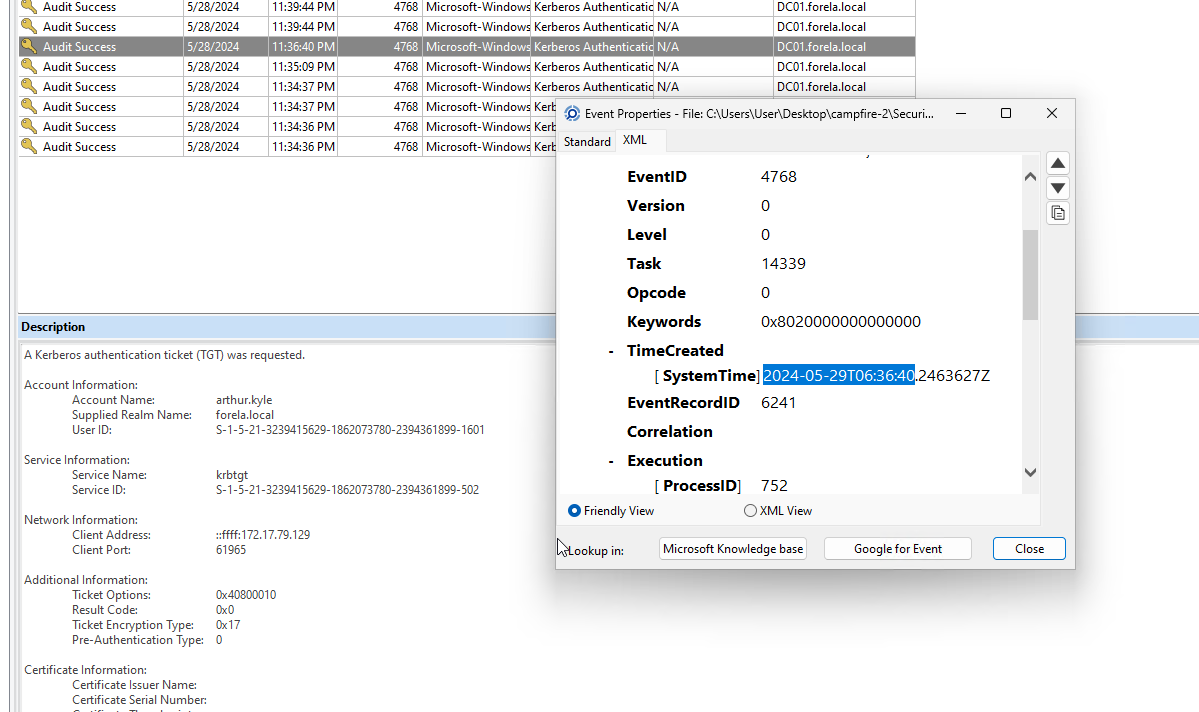 Audit Success 5/28/2024 11:39:44 PM 4768 Microsoft-Windows Kerberos Authenticatic N/A DC01.forela.local
Audit Success 5/28/2024 11:39:44 PM 4768 Microsoft-Windows Kerberos Authenticatic N/A DC01.forela.local
Audit Success 5/28/2024 11:36:40 PM 4768 Microsoft-Windows Kerberos Authenticatic N/A DC01.forela.local
Audit Success 5/28/2024 11:35:09 PM 4768 Microsoft-Windows Kerberos Authenticatic N/A DC01.forela.local
Audit Success 5/28/2024 11:34:37 PM 4768 Microsoft-Windows Kerberos Authenticatic N/A DC01.forela.local
Audit Success 5/28/2024 11:34:37 PM 4768 Microsoft-Windows Kerb
Audit Success 5/28/2024 11:34:36 PM 4768 Microsoft-Windows Kerb
Audit Success 5/28/2024 11:34:36 PM 4768 Microsoft-Windows Kerb
Event Properties - File: C:\Users\User\Desktop\campfire-2\Securi...
Standard XML
EventID 4768
Version 0
Level 0
Task 14339
Opcode 0
Keywords 0x8020000000000000
- TimeCreated
[ SystemTime] 2024-05-29T06:36:40.2463627Z
EventRecordID 6241
Correlation
- Execution
[ ProcessID] 752
Friendly View XML View
Lookup in: Microsoft Knowledge base Google for Event Close
Description
A Kerberos authentication ticket (TGT) was requested.
Account Information:
Account Name: arthur.kyle
Supplied Realm Name: forela.local
User ID: S-1-5-21-3239415629-1862073780-2394361899-1601
Service Information:
Service Name: krbtgt
Service ID: S-1-5-21-3239415629-1862073780-2394361899-502
Network Information:
Client Address: ::ffff:172.17.79.129
Client Port: 61965
Additional Information:
Ticket Options: 0x40800010
Result Code: 0x0
Ticket Encryption Type: 0x17
Pre-Authentication Type: 0
Certificate Information:
Certificate Issuer Name:
Certificate Serial Number: